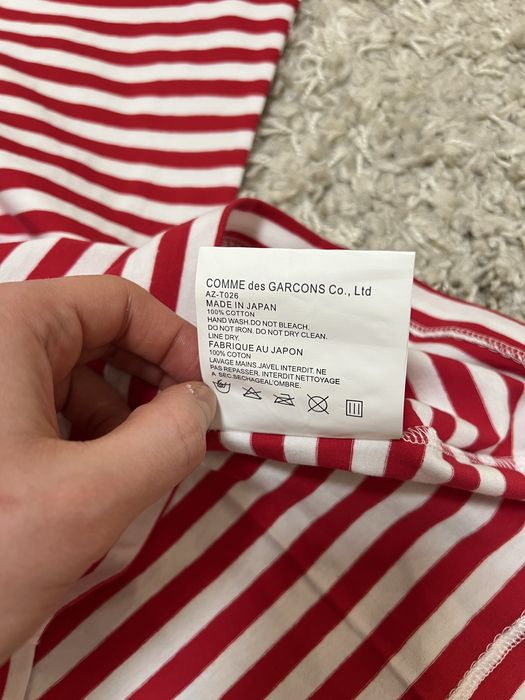 COMME des GARCONS Co., Ltd
AZ-T026
MADE IN JAPAN
100% COTTON
HAND WASH.DO NOT BLEACH.
DO NOT IRON. DO NOT DRY CLEAN.
LINE DRY.
FABRIQUE AU JAPON
100% COTON
LAVAGE MAINS.JAVEL INTERDIT. NE
PAS REPASSER. INTERDIT NETTOYAGE
A SEC.SECHAGEAL'OMBRE.